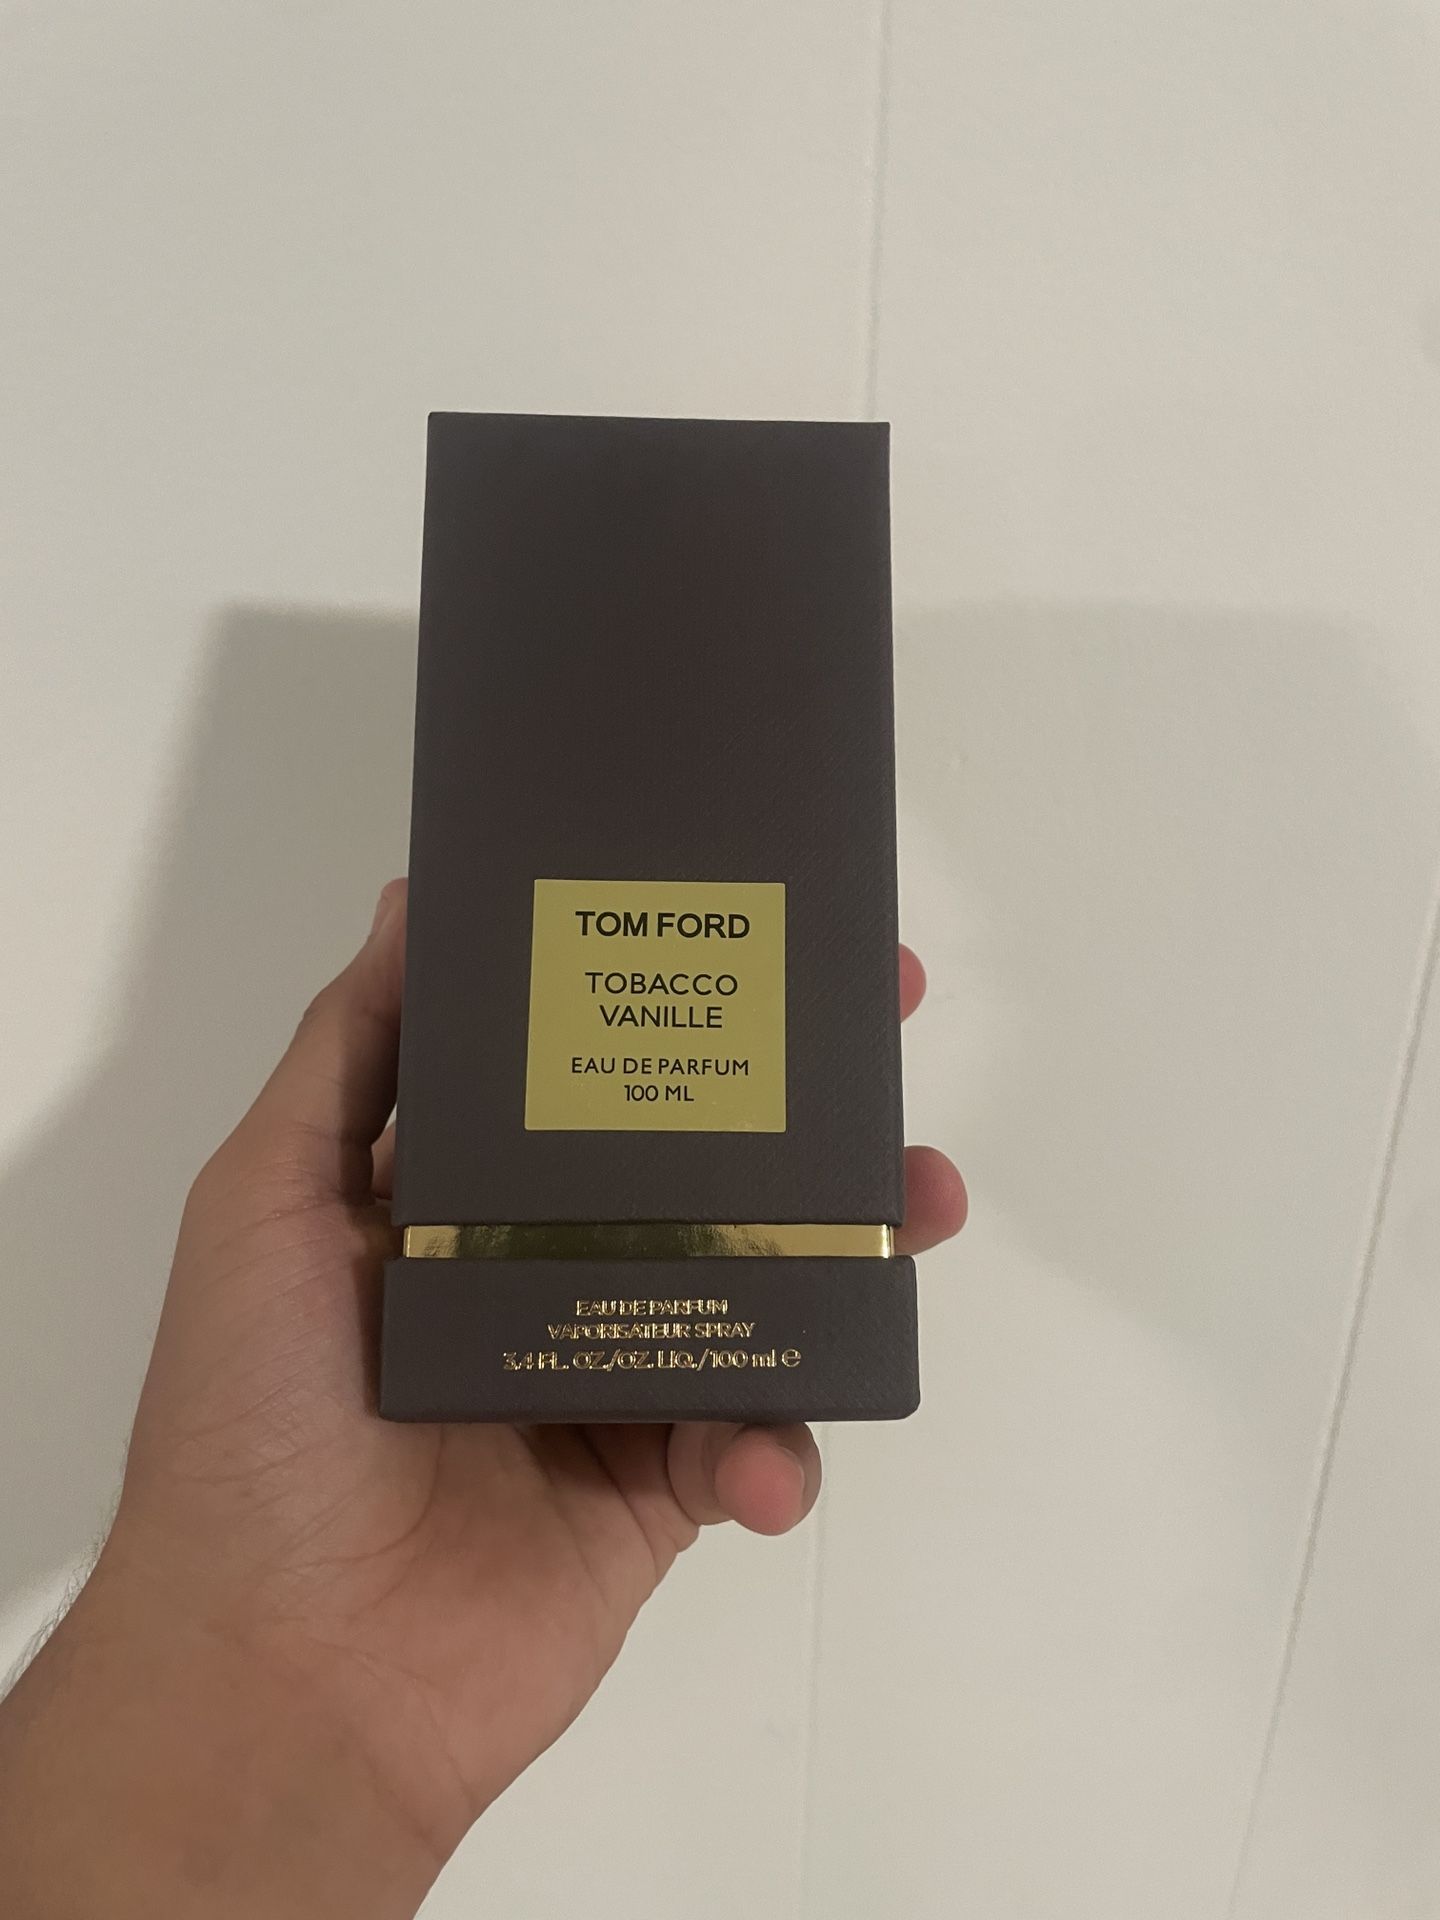 TOM FORD
TOBACCO
VANILLE
EAU DE PARFUM
100 ML
EAU DE PARFUM
VAPORISATEUR SPRAY
3.4 FL. OZ./OZ. LIQ./100 ml ℮